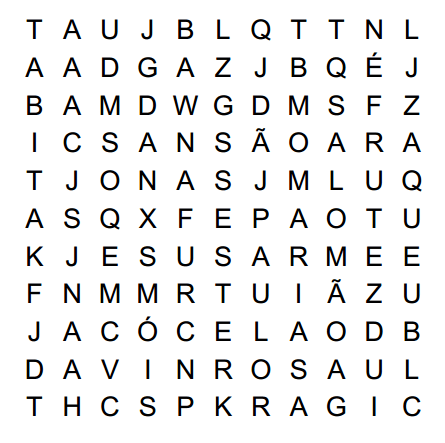 T A U J B L Q T T N L
A A D G A Z J B Q É J
B A M D W G D M S F Z
I C S A N S Ã O A R A
T J O N A S J M L U Q
A S Q X F E P A O T U
K J E S U S A R M E E
F N M M R T U I Ã Z U
J A C Ó C E L A O D B
D A V I N R O S A U L
T H C S P K R A G I C